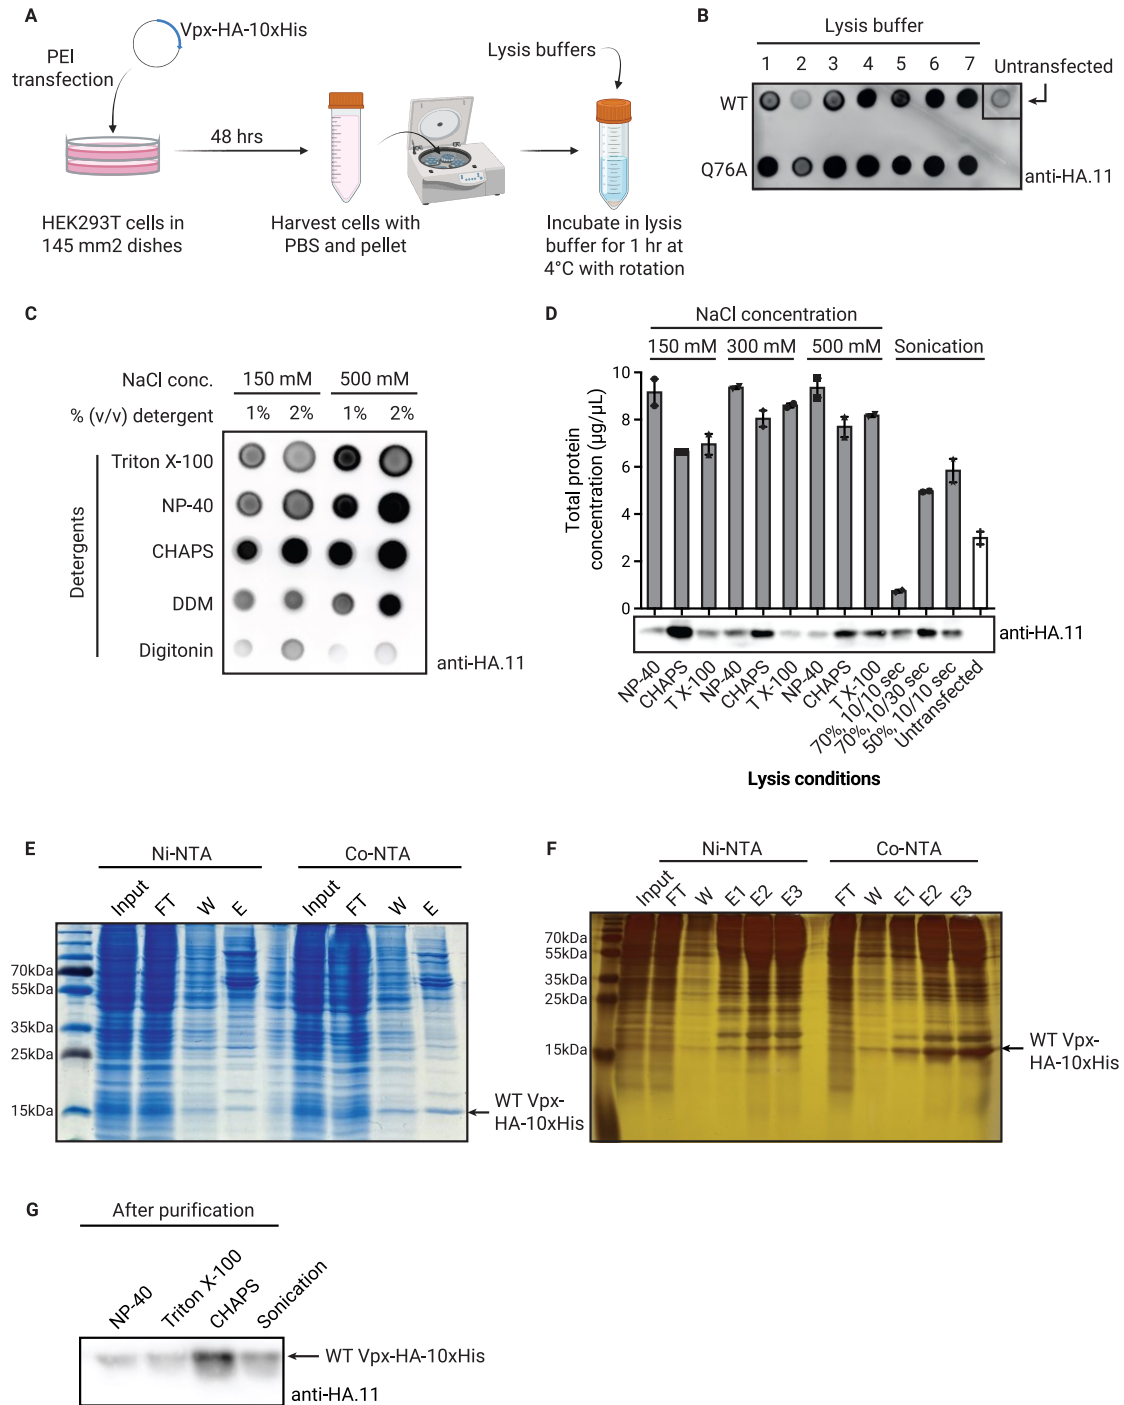 A
Vpx-HA-10xHis
PEI
transfection
48 hrs
Lysis buffers
HEK293T cells in
145 mm2 dishes
Harvest cells with
PBS and pellet
Incubate in lysis
buffer for 1 hr at
4°C with rotation
B
Lysis buffer
1 2 3 4 5 6 7
Untransfected
WT
Q76A
anti-HA.11
C
NaCl conc. 150 mM 500 mM
% (v/v) detergent 1% 2% 1% 2%
Detergents
Triton X-100
NP-40
CHAPS
DDM
Digitonin
anti-HA.11
D
NaCl concentration
150 mM 300 mM 500 mM Sonication
Total protein
concentration (µg/µL)
10
8
6
4
2
0
anti-HA.11
NP-40
CHAPS
T X-100
NP-40
CHAPS
T X-100
NP-40
CHAPS
T X-100
70%, 10/10 sec
70%, 10/30 sec
50%, 10/10 sec
Untransfected
Lysis conditions
E
Ni-NTA Co-NTA
Input FT W E Input FT W E
70kDa
55kDa
35kDa
25kDa
15kDa
WT Vpx-
HA-10xHis
F
Ni-NTA Co-NTA
Input FT W E1 E2 E3 FT W E1 E2 E3
70kDa
55kDa
35kDa
25kDa
15kDa
WT Vpx-
HA-10xHis
G
After purification
NP-40
Triton X-100
CHAPS
Sonication
WT Vpx-HA-10xHis
anti-HA.11